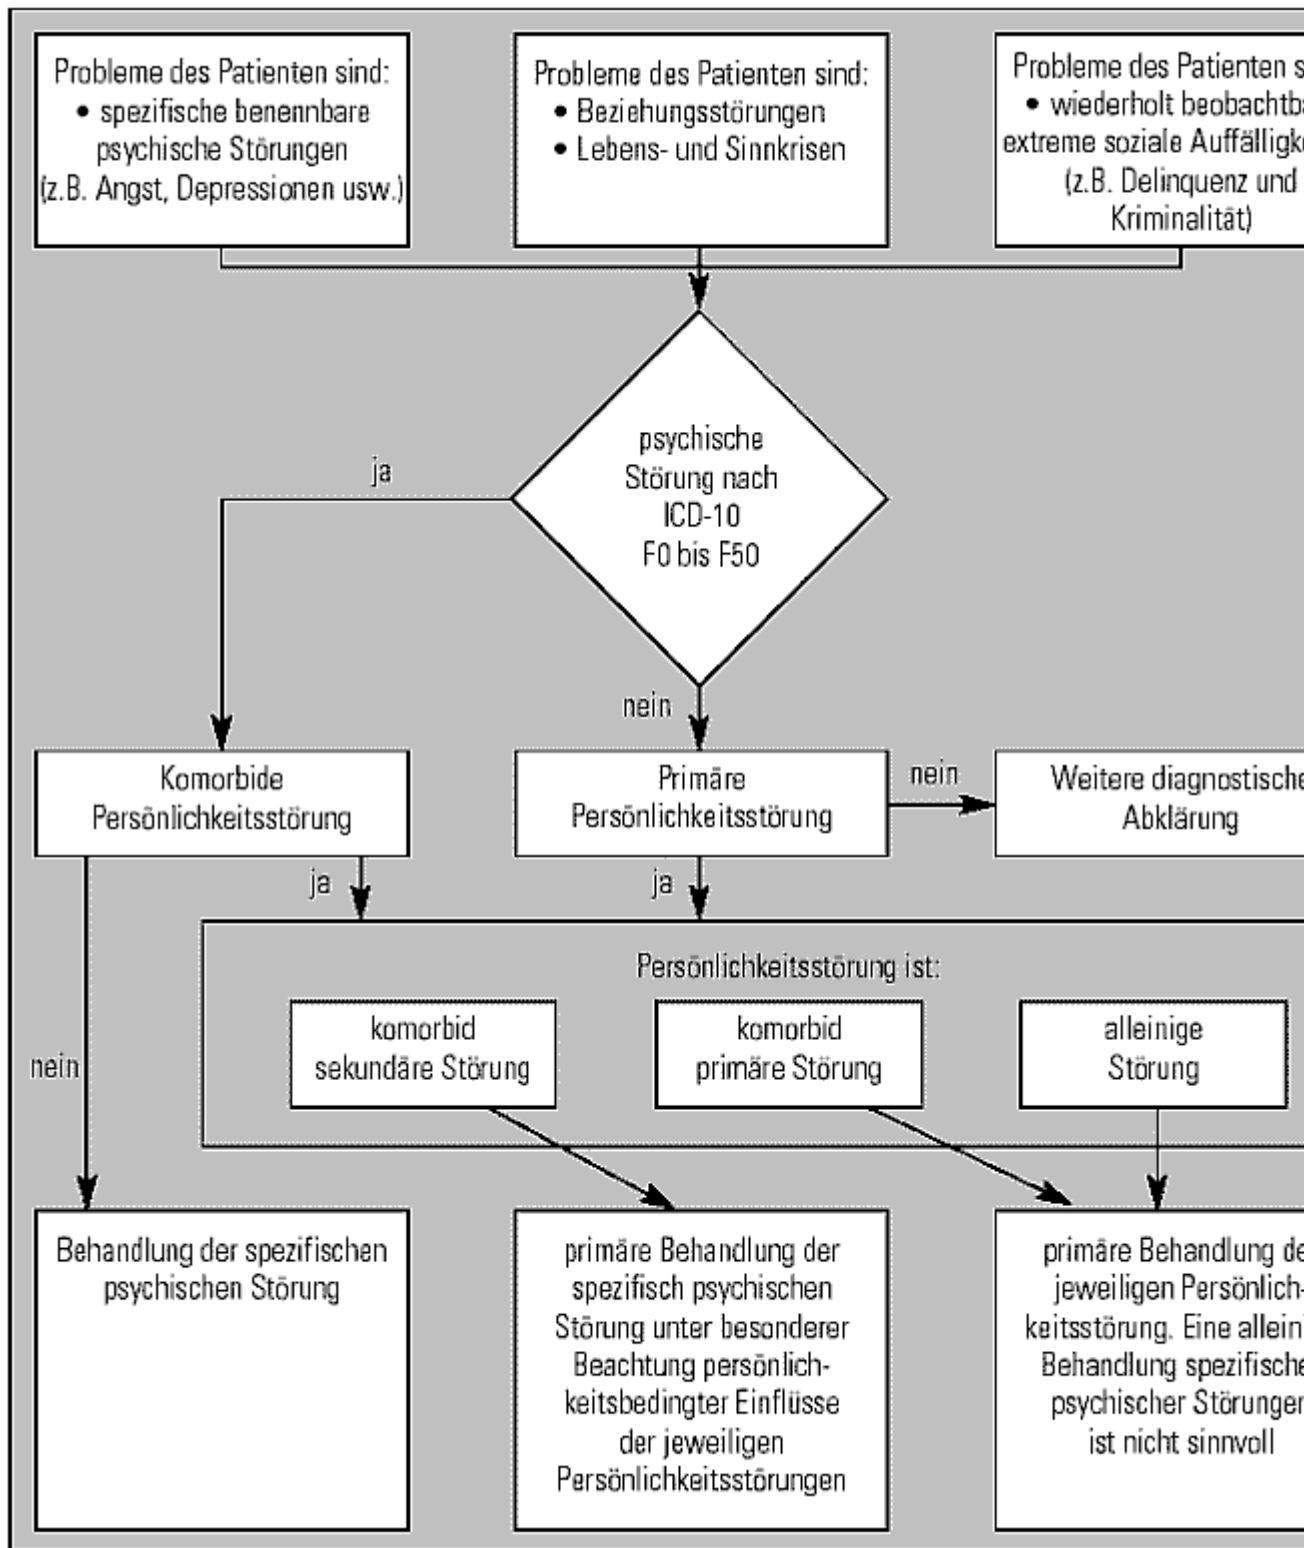 Probleme des Patienten sind:
• spezifische benennbare
psychische Störungen
(z.B. Angst, Depressionen usw.)
Probleme des Patienten sind:
• Beziehungsstörungen
• Lebens- und Sinnkrisen
Probleme des Patienten
• wiederholt
extreme soziale
(z.B. Delinquenz und
Kriminalität)
psychische
Störung nach
ICD-10
F0 bis F50
ja
nein
Komorbide
Persönlichkeitsstörung
Primäre
Persönlichkeitsstörung
nein
Weitere diagnostische
Abklärung
ja
ja
Persönlichkeitsstörung ist:
komorbid
sekundäre Störung
komorbid
primäre Störung
alleinige
Störung
nein
Behandlung der spezifischen
psychischen Störung
primäre Behandlung der
spezifisch psychischen
Störung unter besonderer
Beachtung persönlich-
keitsbedingter Einflüsse
der jeweiligen
Persönlichkeitsstörungen
primäre Behandlung
jeweiligen Persönlich-
keitsstörung. Eine
Behandlung
psychischer Störungen
ist nicht sinnvoll